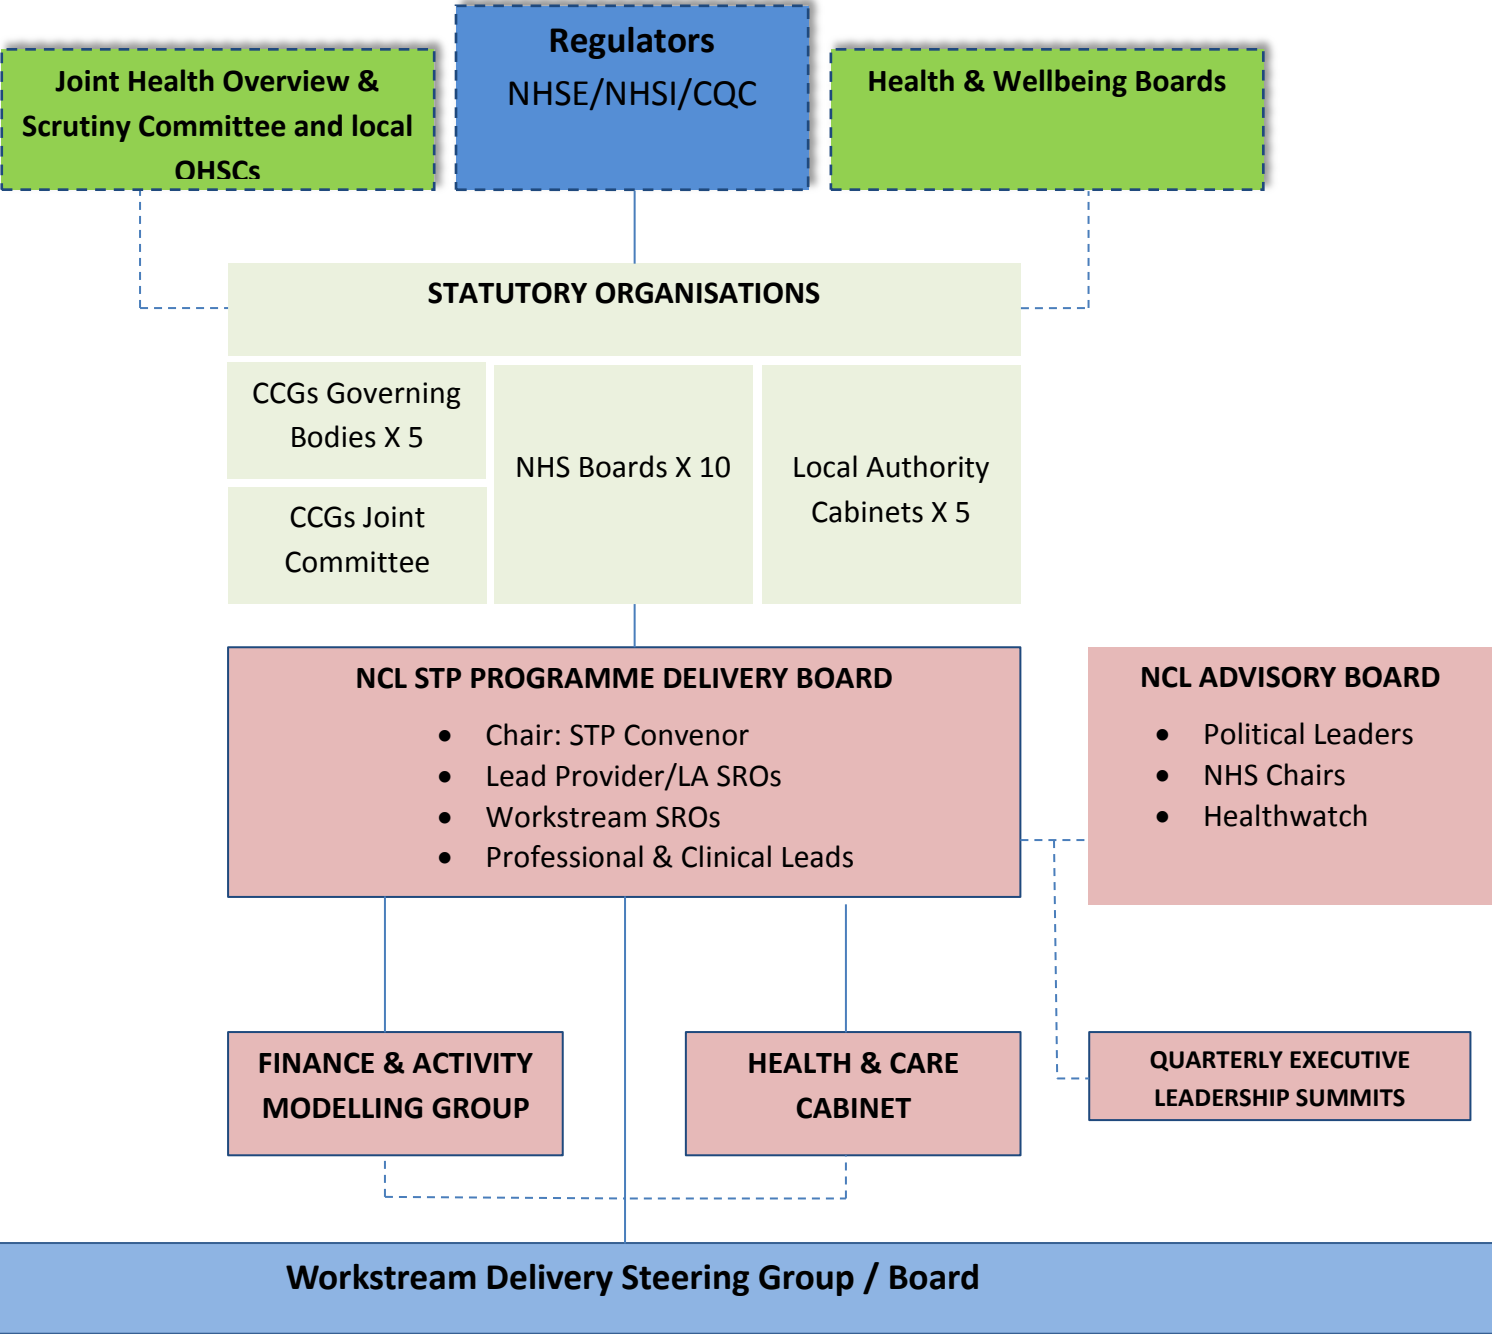 Regulators
NHSE/NHSI/CQC
Joint Health Overview &
Scrutiny Committee and local
OHSCs
Health & Wellbeing Boards
STATUTORY ORGANISATIONS
CCGs Governing
Bodies X 5
CCGs Joint
Committee
NHS Boards X 10
Local Authority
Cabinets X 5
NCL STP PROGRAMME DELIVERY BOARD
• Chair: STP Convenor
• Lead Provider/LA SROs
• Workstream SROs
• Professional & Clinical Leads
NCL ADVISORY BOARD
• Political Leaders
• NHS Chairs
• Healthwatch
FINANCE & ACTIVITY
MODELLING GROUP
HEALTH & CARE
CABINET
QUARTERLY EXECUTIVE
LEADERSHIP SUMMITS
Workstream Delivery Steering Group / Board